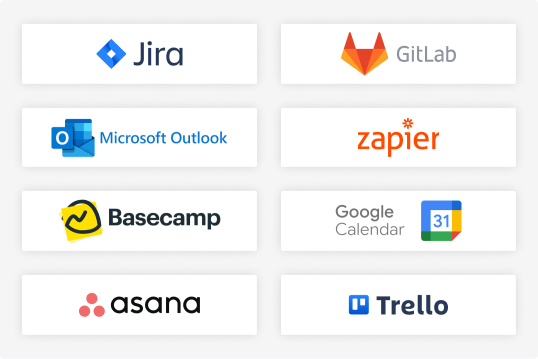 Jira
GitLab
O
Microsoft Outlook
zapier
Basecamp
Google
Calendar
31
asana
Trello